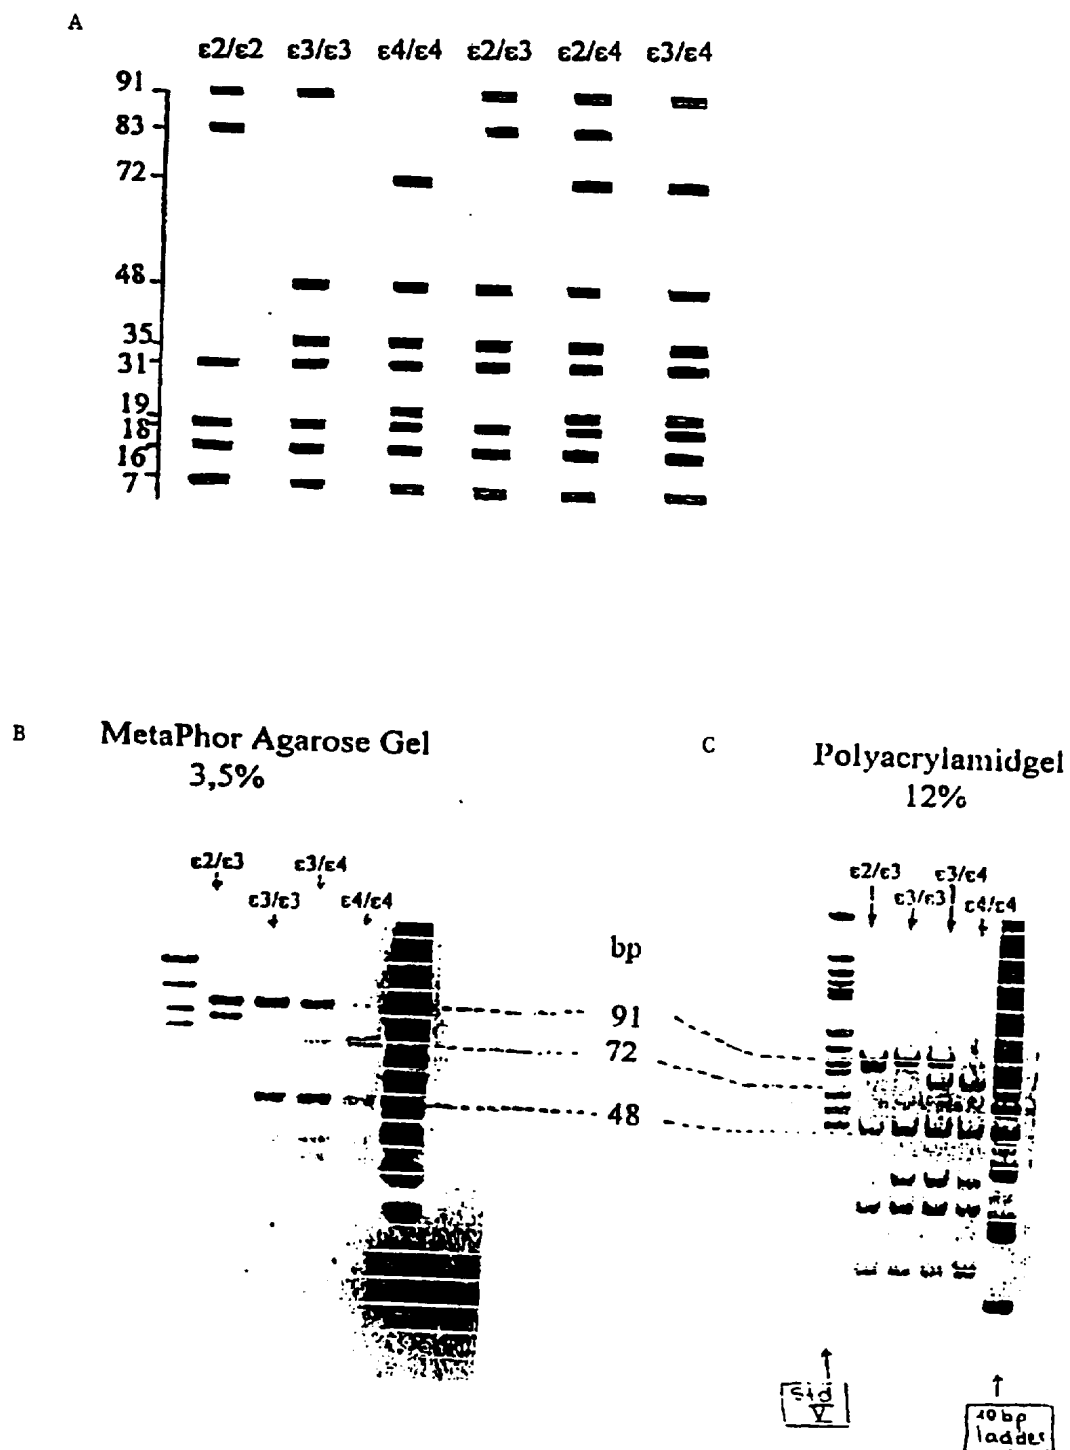 A
ε2/ε2 ε3/ε3 ε4/ε4 ε2/ε3 ε2/ε4 ε3/ε4
91
83
72
48
35
31
19
18
16
7
B
MetaPhor Agarose Gel
3,5%
ε2/ε3
ε3/ε4
ε3/ε3
ε4/ε4
bp
91
72
48
C
Polyacrylamidgel
12%
ε2/ε3
ε3/ε4
ε3/ε3
ε4/ε4
Std
V
10bp
ladder